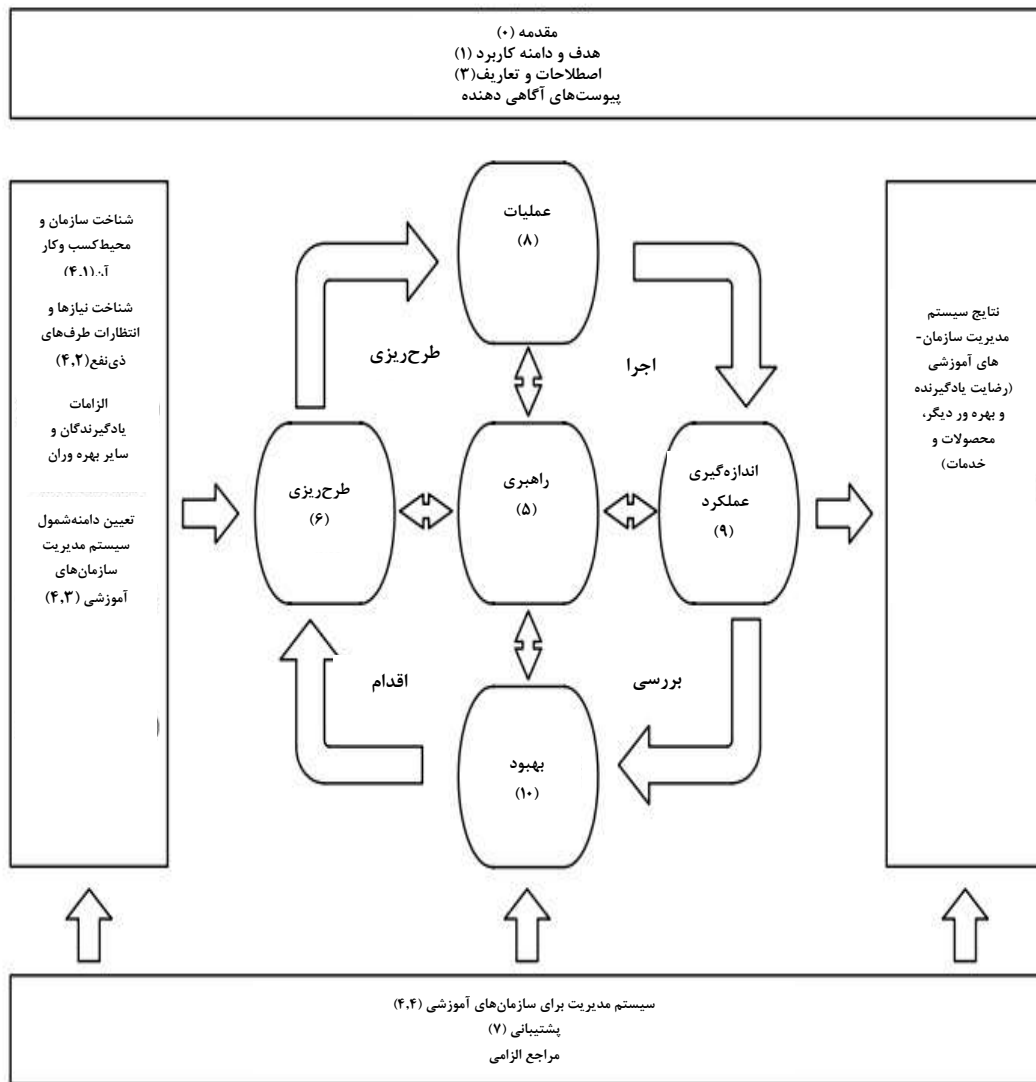 مقدمه (۰)
هدف و دامنه کاربرد (۱)
اصطلاحات و تعاریف(۳)
پیوست‌های آگاهی دهنده
شناخت سازمان و
محیط‌کسب وکار
آن(۴.۱)
شناخت نیازها و
انتظارات طرف‌های
ذی‌نفع(۴,۲)
الزامات
یادگیرندگان و
سایر بهره وران
تعیین دامنه‌شمول
سیستم مدیریت
سازمان‌های
آموزشی (۴,۳)
عملیات
(۸)
طرح‌ریزی
اجرا
طرح‌ریزی
(۶)
راهبری
(۵)
اندازه‌گیری
عملکرد
(۹)
اقدام
بررسی
بهبود
(۱۰)
نتایج سیستم
مدیریت سازمان-
های آموزشی
(رضایت یادگیرنده
و بهره ور دیگر،
محصولات و
خدمات)
سیستم مدیریت برای سازمان‌های آموزشی (۴,۴)
پشتیبانی (۷)
مراجع الزامی